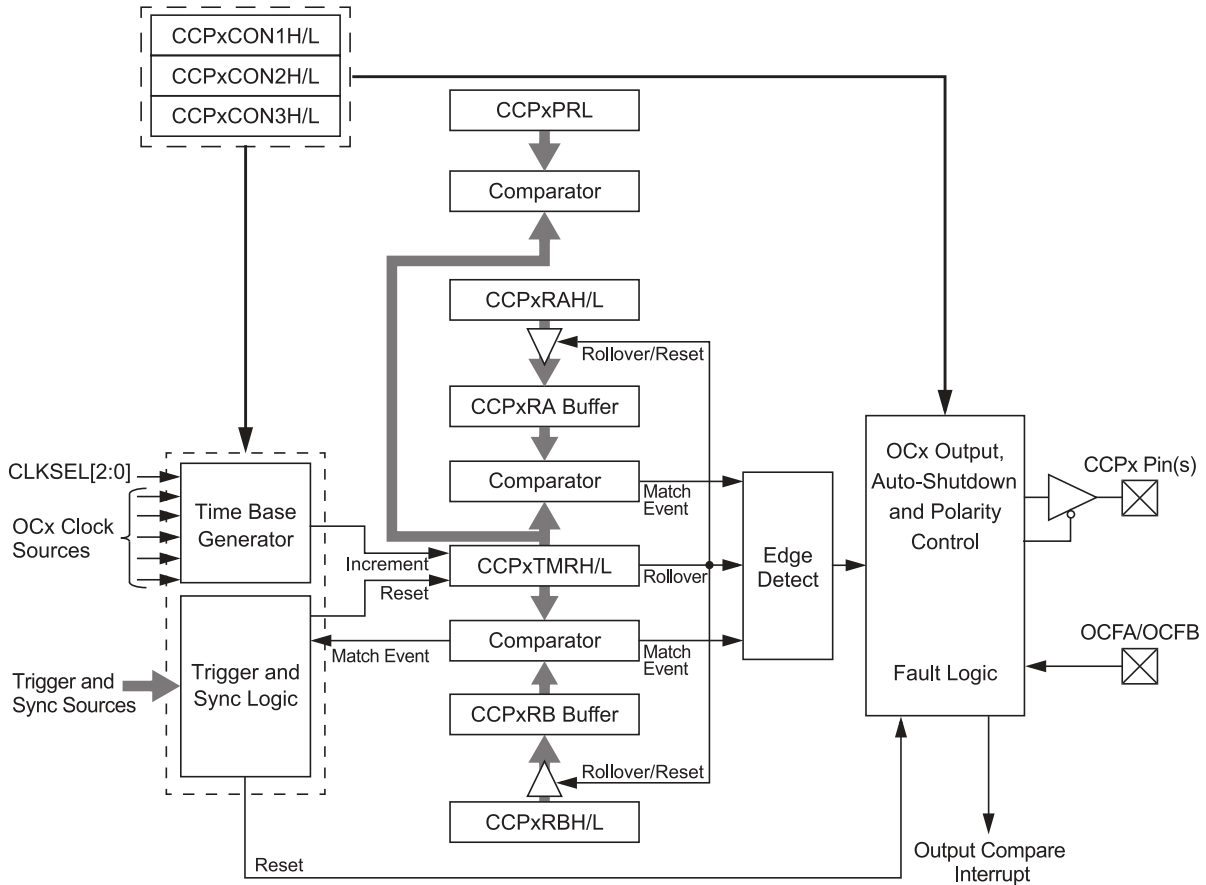 CCPxCON1H/L
CCPxCON2H/L
CCPxCON3H/L
CCPxPRL
Comparator
CCPxRAH/L
Rollover/Reset
CCPxRA Buffer
Comparator
Match
Event
CLKSEL[2:0]
OCx Clock
Sources
Time Base
Generator
Increment
Reset
CCPxTMRH/L
Rollover
Edge
Detect
OCx Output,
Auto-Shutdown
and Polarity
Control
Fault Logic
CCPx Pin(s)
OCFA/OCFB
Trigger and
Sync Sources
Trigger and
Sync Logic
Match Event
Comparator
Match
Event
CCPxRB Buffer
Rollover/Reset
CCPxRBH/L
Reset
Output Compare
Interrupt